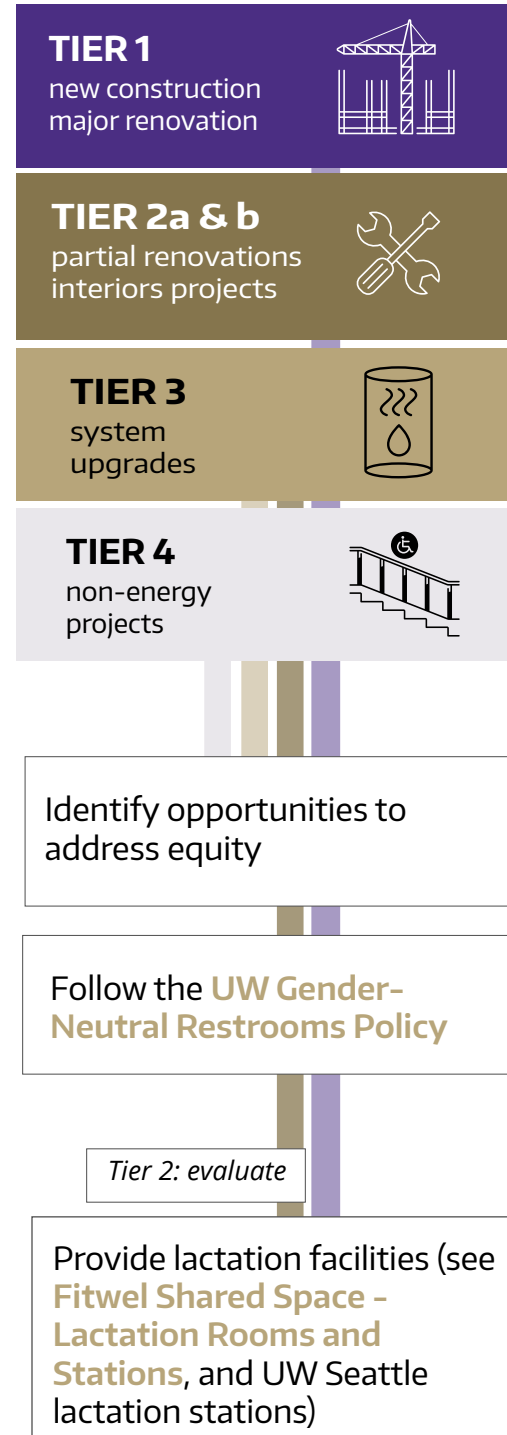 TIER 1
new construction
major renovation
TIER 2a & b
partial renovations
interiors projects
TIER 3
system
upgrades
TIER 4
non-energy
projects
Identify opportunities to
address equity
Follow the UW Gender-
Neutral Restrooms Policy
Tier 2: evaluate
Provide lactation facilities (see
Fitwel Shared Space -
Lactation Rooms and
Stations, and UW Seattle
lactation stations)